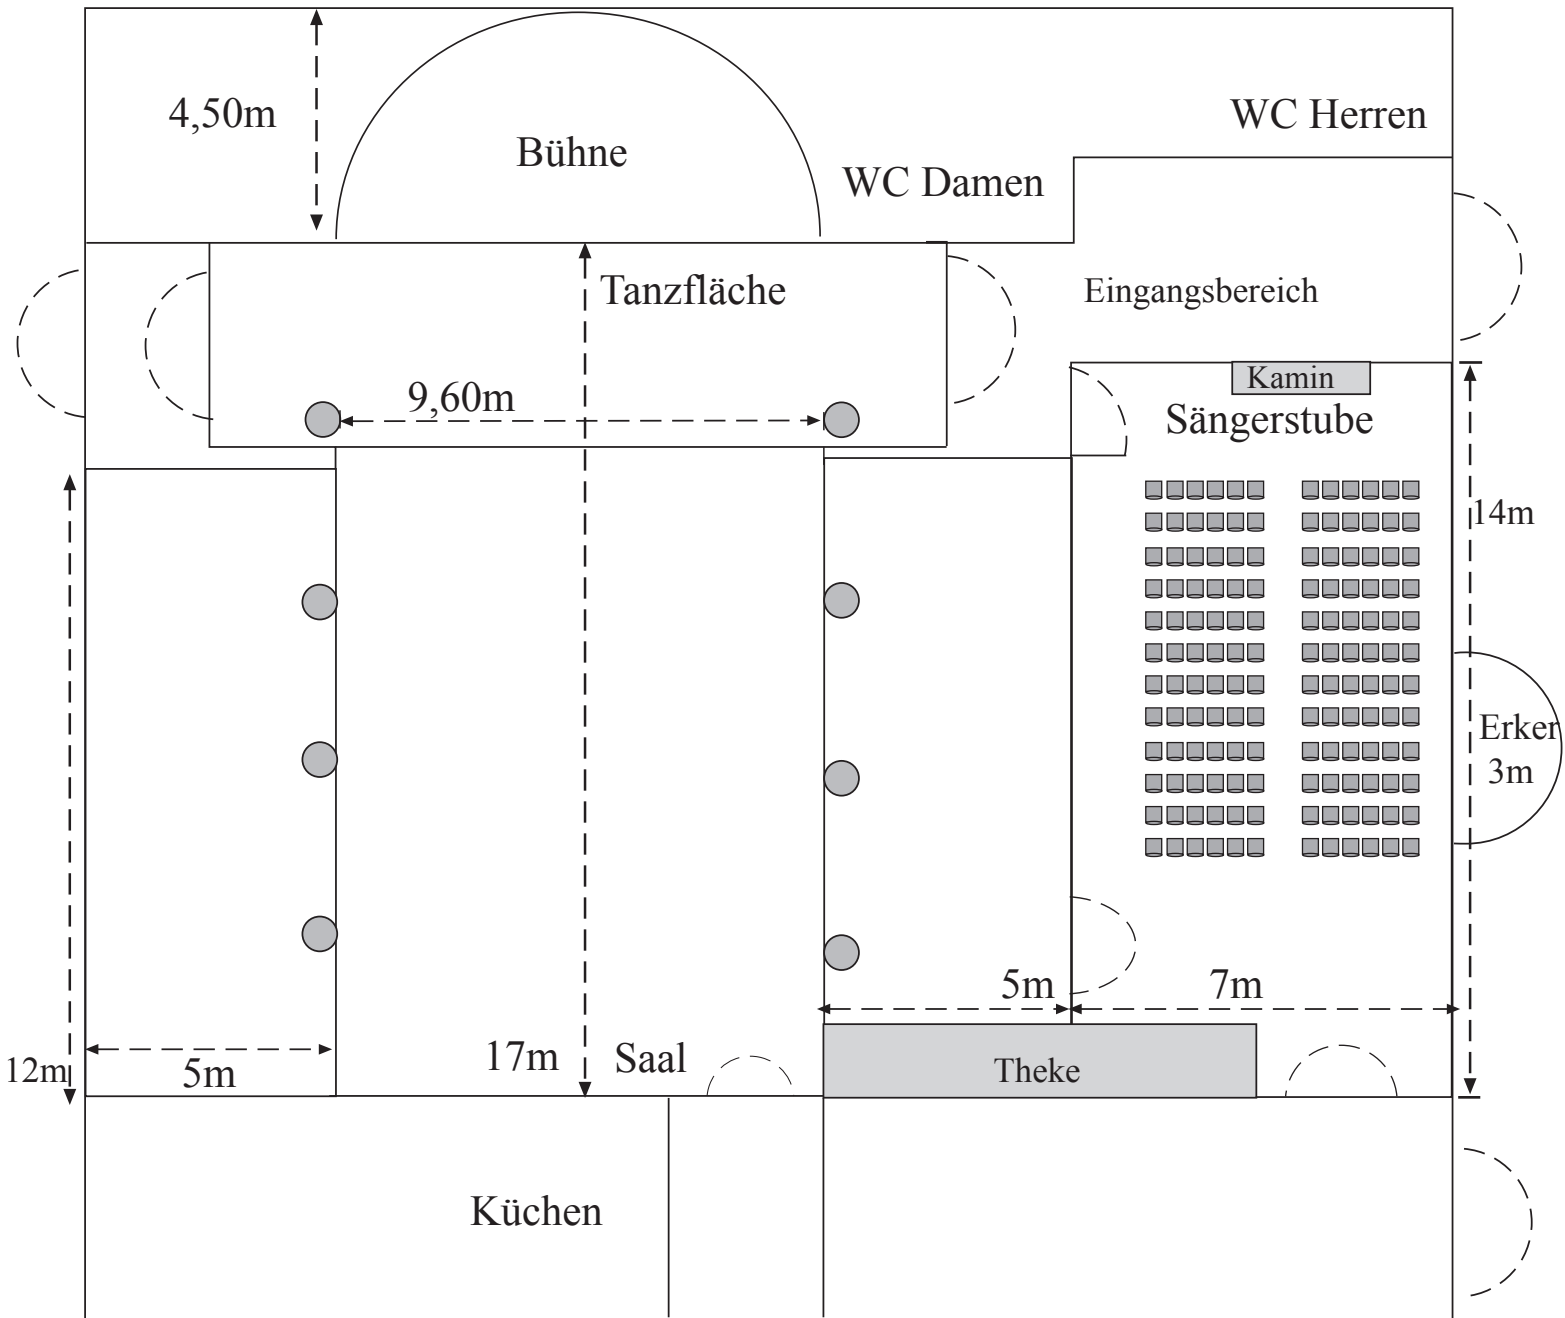 4,50m
WC Herren
Bühne
WC Damen
Tanzfläche
Eingangsbereich
9,60m
Kamin
Sängerstube
14m
Erker
3m
5m
7m
17m
Saal
12m
5m
Theke
Küchen